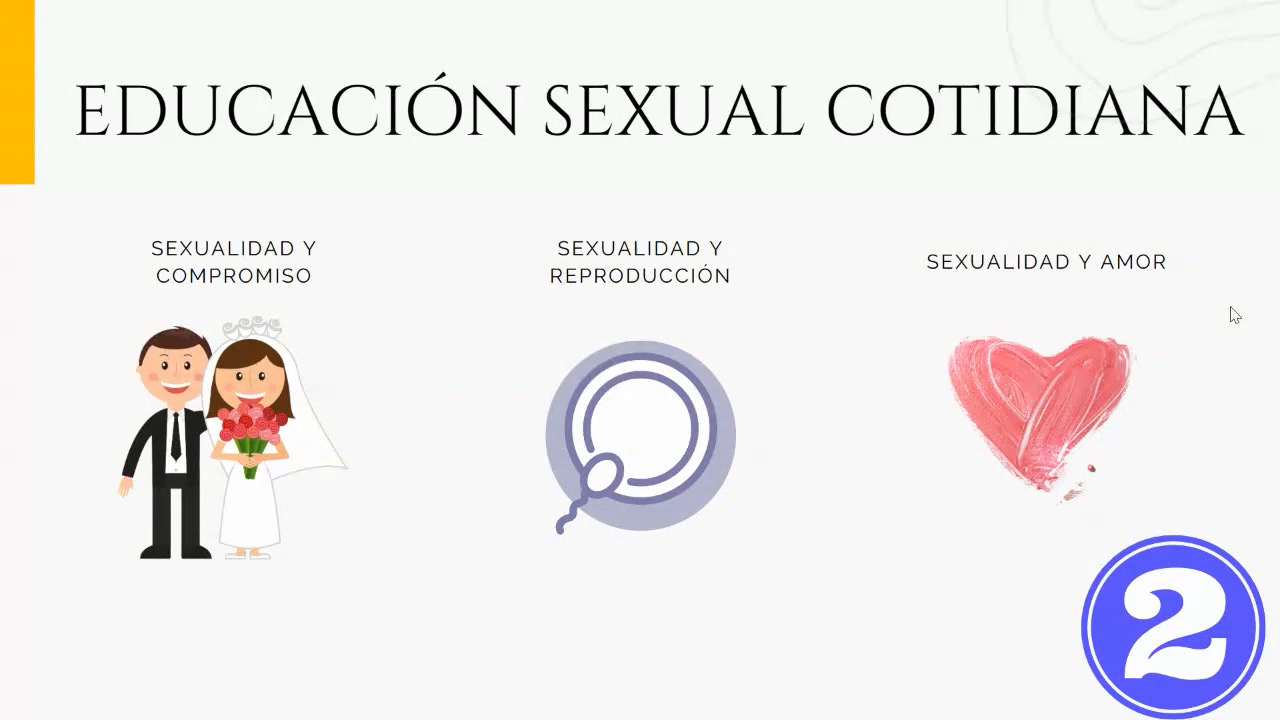 EDUCACIÓN SEXUAL COTIDIANA
SEXUALIDAD Y
COMPROMISO
SEXUALIDAD Y
REPRODUCCIÓN
SEXUALIDAD Y AMOR
2